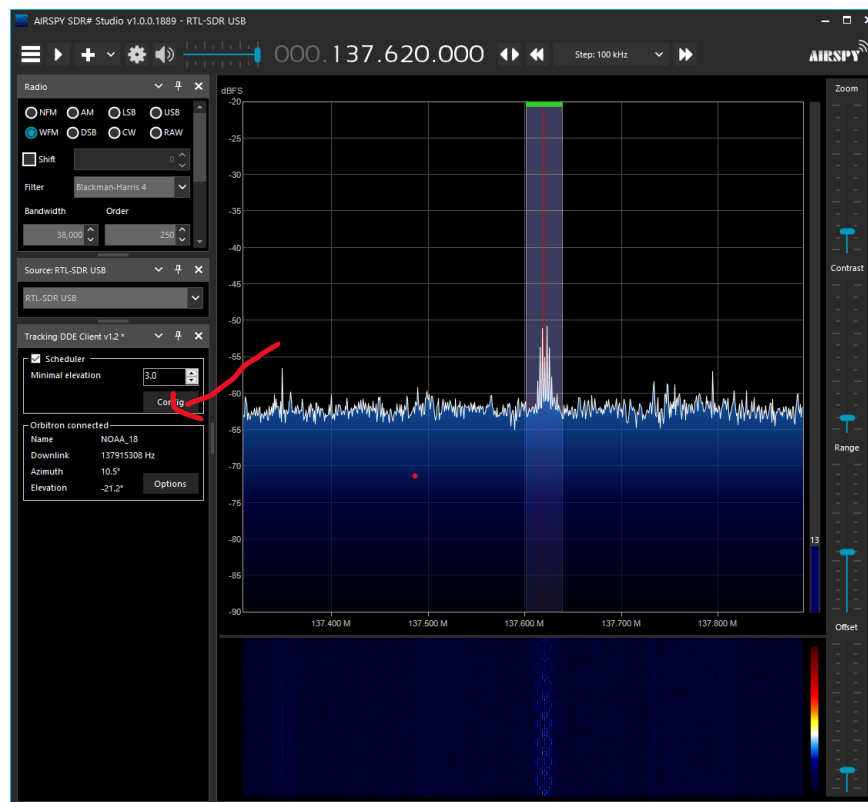 AIRSPY SDR# Studio v1.0.0.1889 - RTL-SDR USB
000.137.620.000
Step: 100 kHz
AIRSPY
Radio
NFM AM LSB USB
WFM DSB CW RAW
Shift 0
Filter Blackman-Harris 4
Bandwidth Order
38,000 250
Source: RTL-SDR USB
RTL-SDR USB
Tracking DDE Client v1.2 *
Scheduler
Minimal elevation 3.0
Config
Orbitron connected
Name NOAA_18
Downlink 137915308 Hz
Azimuth 10.5°
Elevation -21.2°
Options
dBFS
-20
-25
-30
-35
-40
-45
-50
-55
-60
-65
-70
-75
-80
-85
-90
137.400 M 137.500 M 137.600 M 137.700 M 137.800 M
13
Zoom
Contrast
Range
Offset